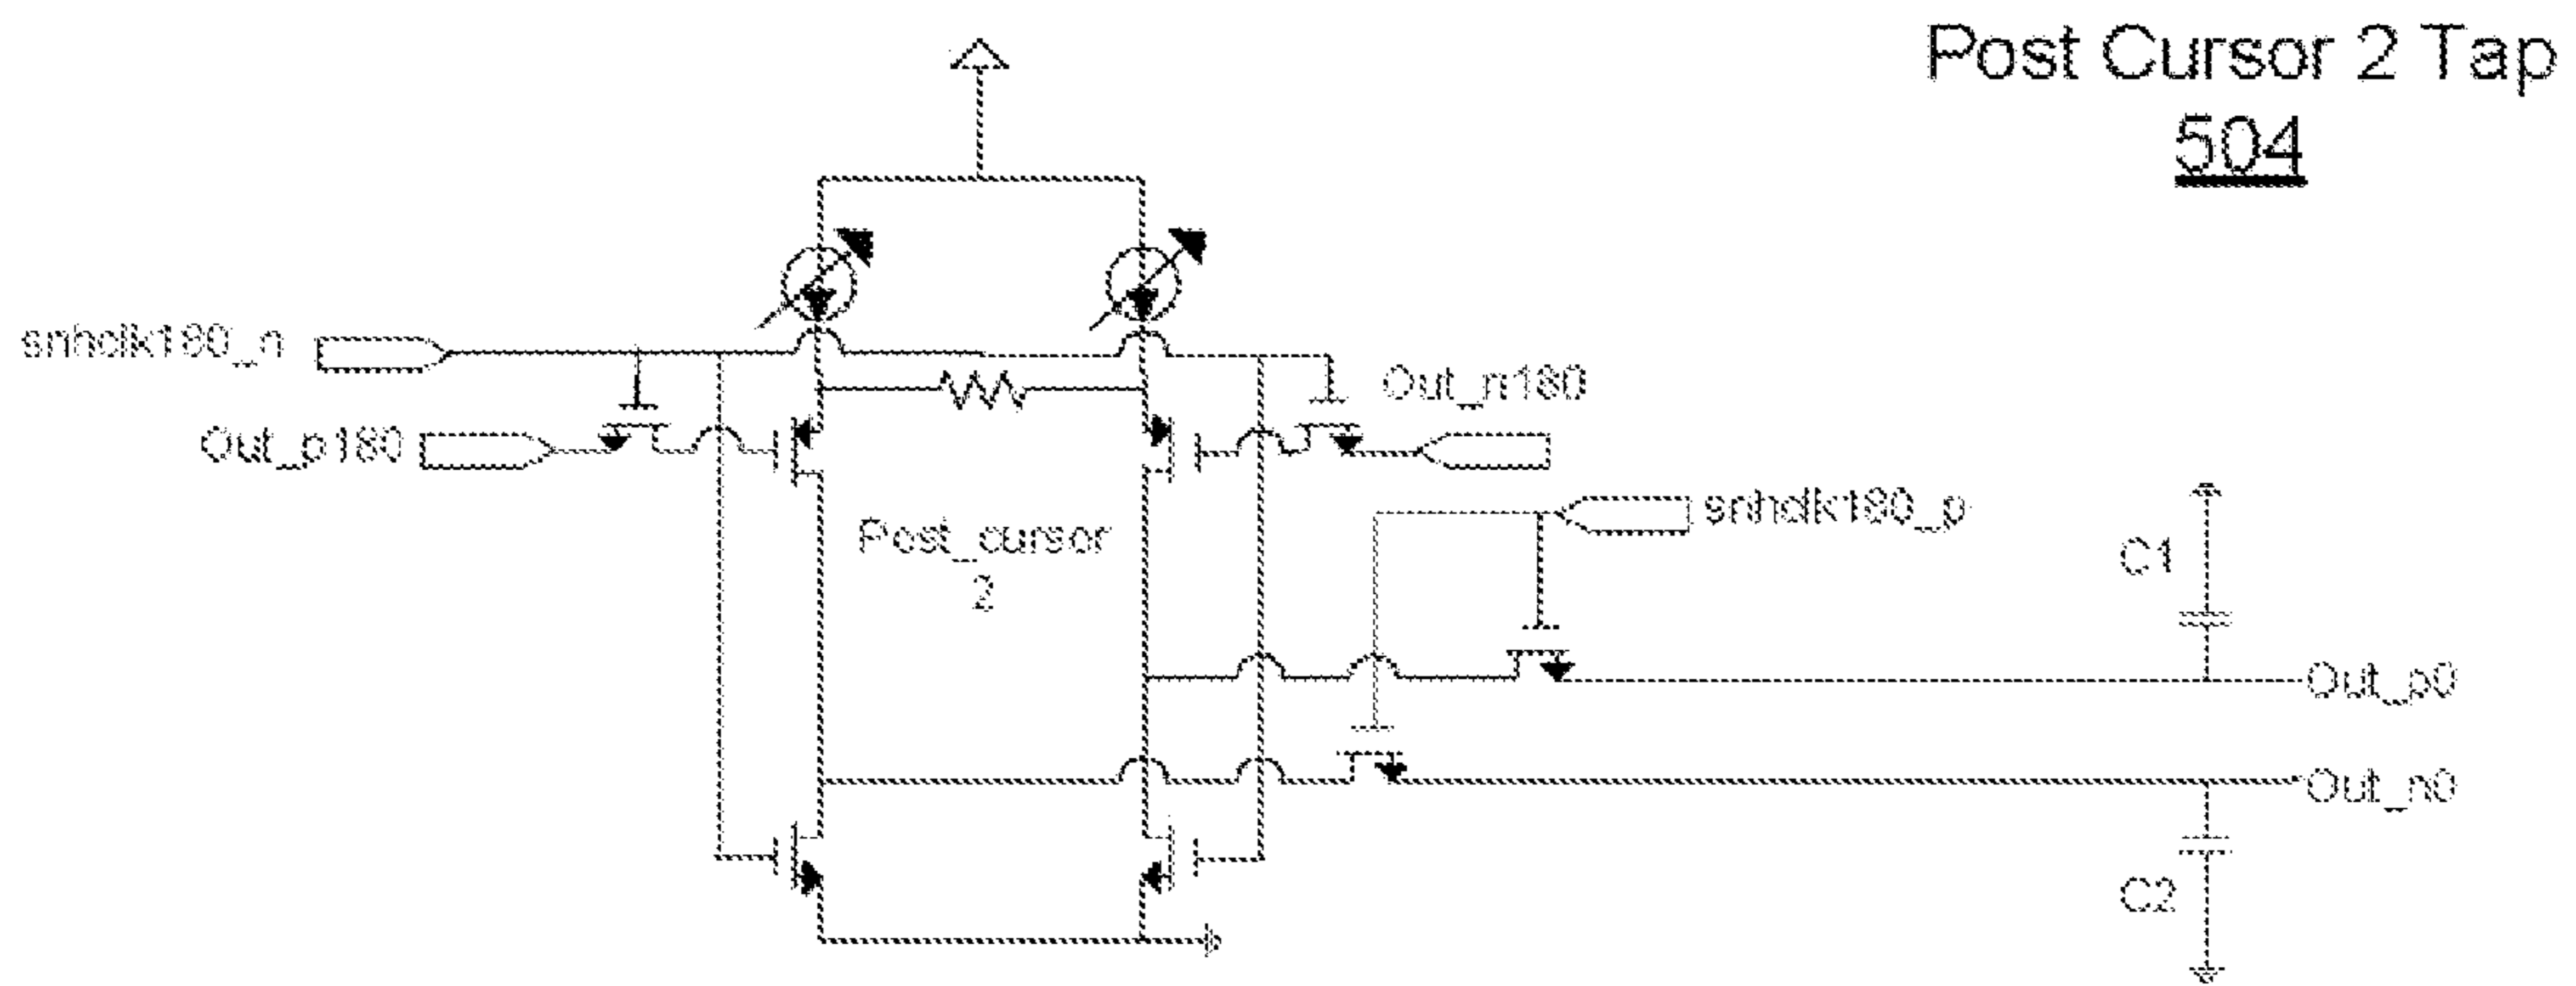 Post Cursor 2 Tap
504
snhclk180_n
Out_n180
Out_p180
snhclk180_p
Post_cursor
2
C1
Out_p0
Out_n0
C2